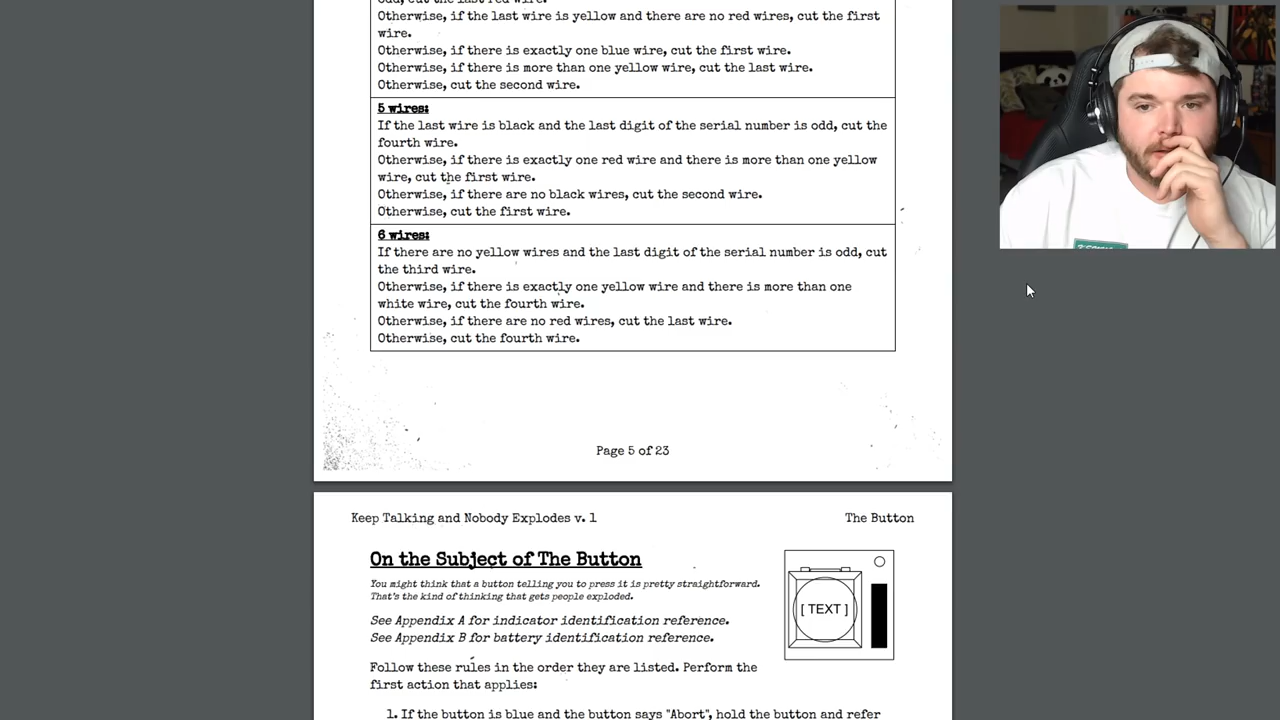 odd, cut the last red wire.
Otherwise, if the last wire is yellow and there are no red wires, cut the first
wire.
Otherwise, if there is exactly one blue wire, cut the first wire.
Otherwise, if there is more than one yellow wire, cut the last wire.
Otherwise, cut the second wire.
5 wires:
If the last wire is black and the last digit of the serial number is odd, cut the
fourth wire.
Otherwise, if there is exactly one red wire and there is more than one yellow
wire, cut the first wire.
Otherwise, if there are no black wires, cut the second wire.
Otherwise, cut the first wire.
6 wires:
If there are no yellow wires and the last digit of the serial number is odd, cut
the third wire.
Otherwise, if there is exactly one yellow wire and there is more than one
white wire, cut the fourth wire.
Otherwise, if there are no red wires, cut the last wire.
Otherwise, cut the fourth wire.
Page 5 of 23
Keep Talking and Nobody Explodes v. 1
The Button
On the Subject of The Button
You might think that a button telling you to press it is pretty straightforward.
That's the kind of thinking that gets people exploded.
See Appendix A for indicator identification reference.
See Appendix B for battery identification reference.
[ TEXT ]
Follow these rules in the order they are listed. Perform the
first action that applies:
1. If the button is blue and the button says "Abort", hold the button and refer